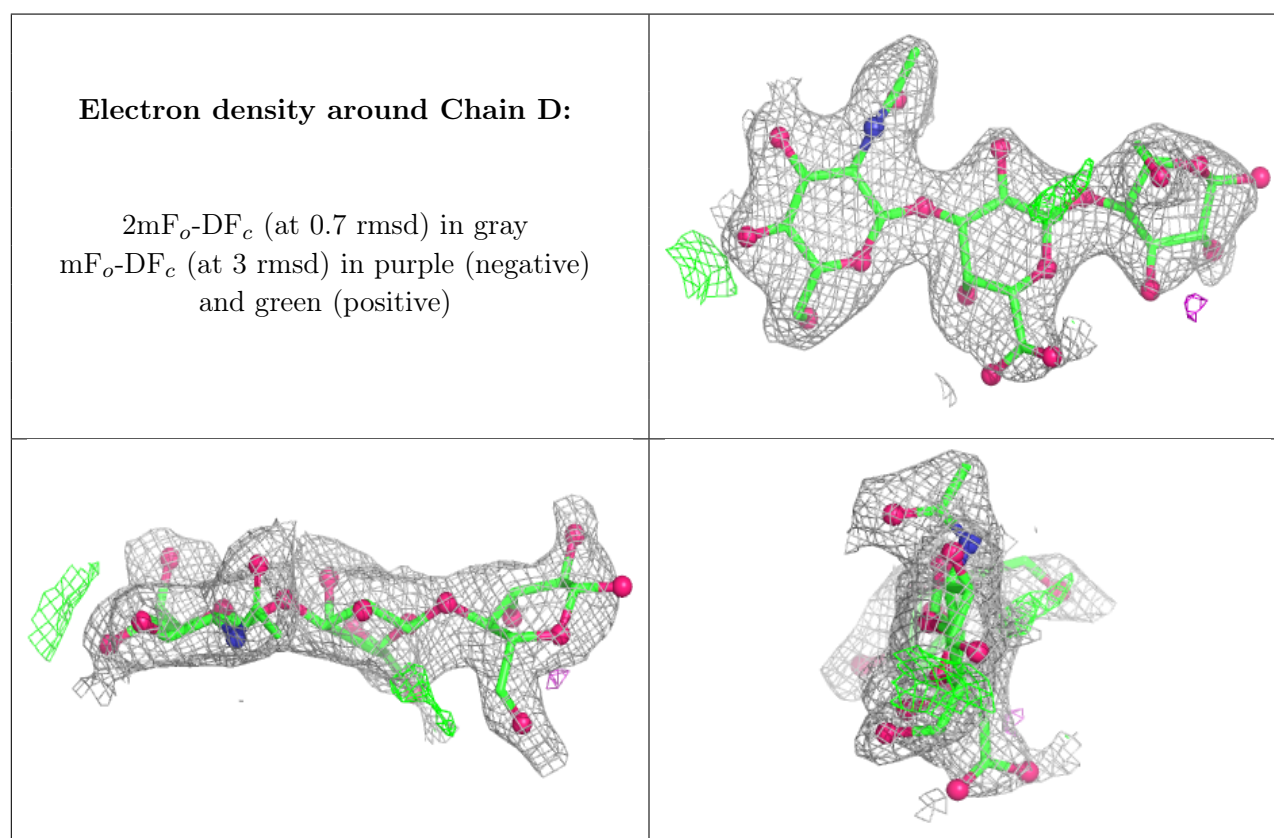 Electron density around Chain D:
2mFo-DFc (at 0.7 rmsd) in gray
mFo-DFc (at 3 rmsd) in purple (negative)
and green (positive)